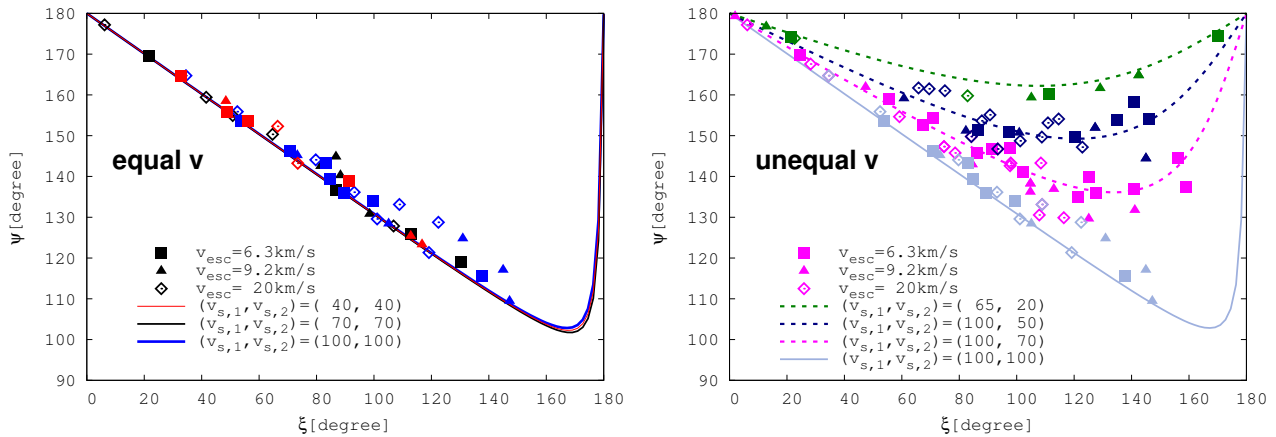 180
170
160
150
140
130
120
110
100
90
0
20
40
60
80
100
120
140
160
180
ψ[degree]
ξ[degree]
equal v
v_esc=6.3km/s
v_esc=9.2km/s
v_esc= 20km/s
(v_s,1,v_s,2)=( 40, 40)
(v_s,1,v_s,2)=( 70, 70)
(v_s,1,v_s,2)=(100,100)
180
170
160
150
140
130
120
110
100
90
0
20
40
60
80
100
120
140
160
180
ψ[degree]
ξ[degree]
unequal v
v_esc=6.3km/s
v_esc=9.2km/s
v_esc= 20km/s
(v_s,1,v_s,2)=( 65, 20)
(v_s,1,v_s,2)=(100, 50)
(v_s,1,v_s,2)=(100, 70)
(v_s,1,v_s,2)=(100,100)